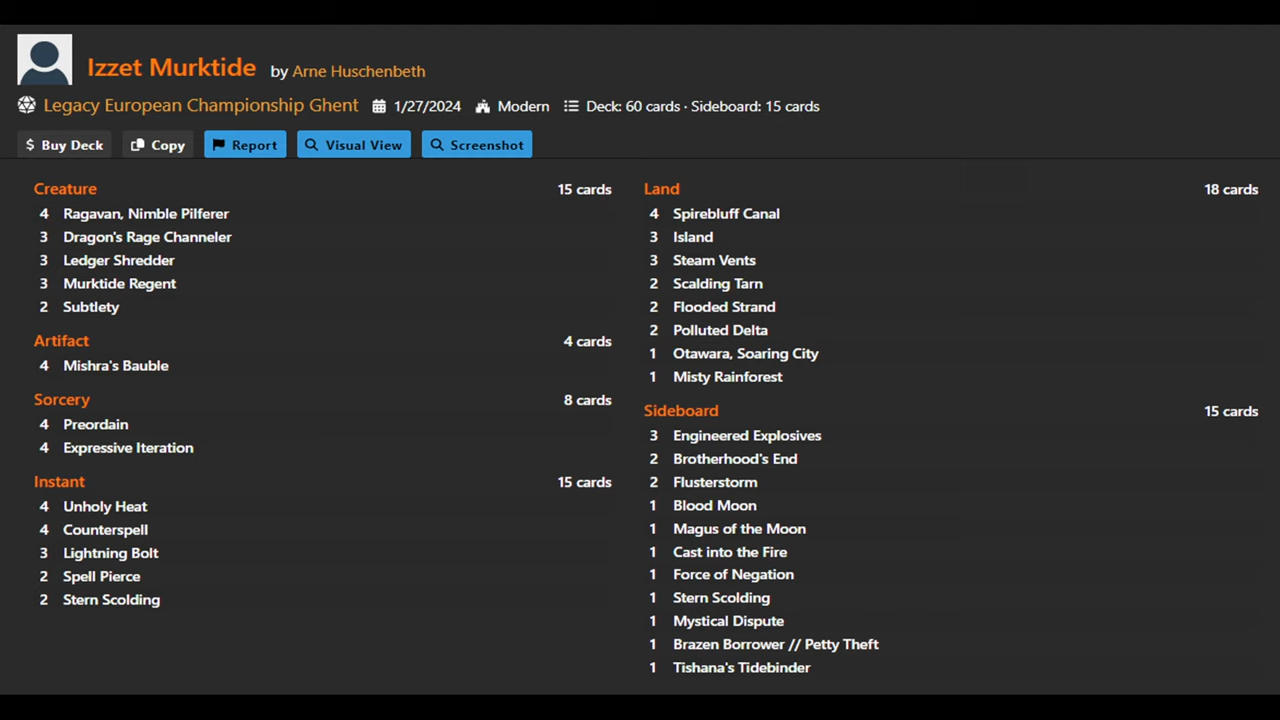 Izzet Murktide by Arne Huschenbeth
Legacy European Championship Ghent 1/27/2024 Modern Deck: 60 cards · Sideboard: 15 cards
$ Buy Deck Copy Report Visual View Screenshot
Creature 15 cards
4 Ragavan, Nimble Pilferer
3 Dragon's Rage Channeler
3 Ledger Shredder
3 Murktide Regent
2 Subtlety
Artifact 4 cards
4 Mishra's Bauble
Sorcery 8 cards
4 Preordain
4 Expressive Iteration
Instant 15 cards
4 Unholy Heat
4 Counterspell
3 Lightning Bolt
2 Spell Pierce
2 Stern Scolding
Land 18 cards
4 Spirebluff Canal
3 Island
3 Steam Vents
2 Scalding Tarn
2 Flooded Strand
2 Polluted Delta
1 Otawara, Soaring City
1 Misty Rainforest
Sideboard 15 cards
3 Engineered Explosives
2 Brotherhood's End
2 Flusterstorm
1 Blood Moon
1 Magus of the Moon
1 Cast into the Fire
1 Force of Negation
1 Stern Scolding
1 Mystical Dispute
1 Brazen Borrower // Petty Theft
1 Tishana's Tidebinder